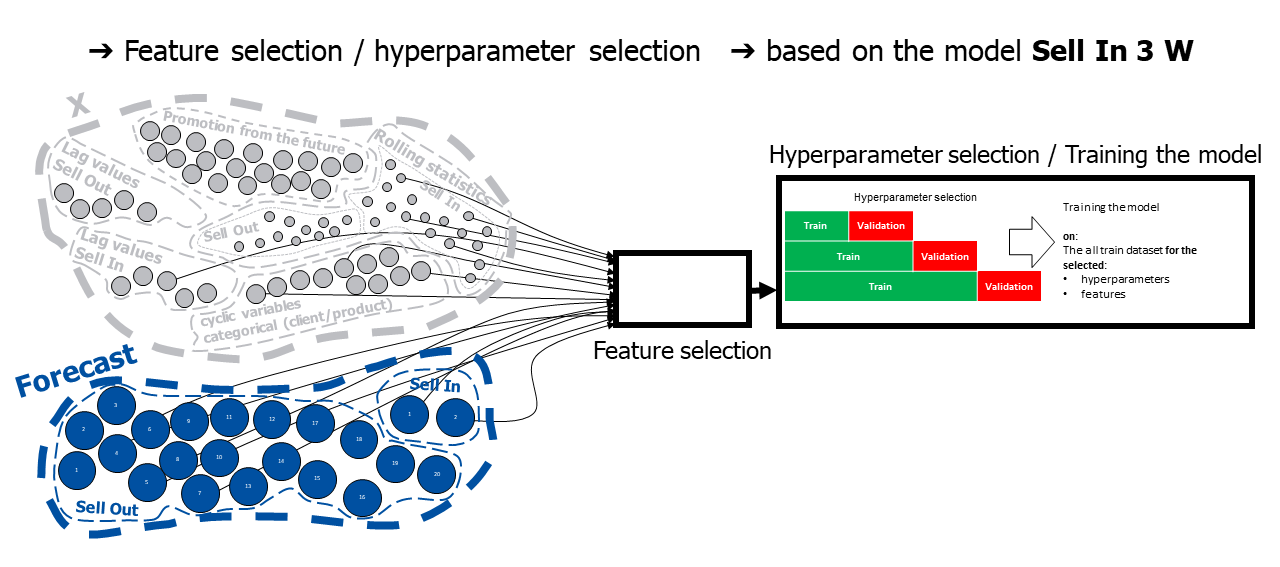 ➔ Feature selection / hyperparameter selection ➔ based on the model Sell In 3 W
X
Promotion from the future
Rolling statistics
Sell In
Lag values
Sell Out
Sell Out
Lag values
Sell In
cyclic variables
categorical (client/product)
Feature selection
Hyperparameter selection / Training the model
Hyperparameter selection
Train Validation
Train Validation
Train Validation
Training the model
on:
The all train dataset for the
selected:
• hyperparameters
• features
Forecast
Sell In
1 2
3
2
6
9
11
12
17
18
4
1
8
10
14
19
20
5
7
13
15
16
Sell Out